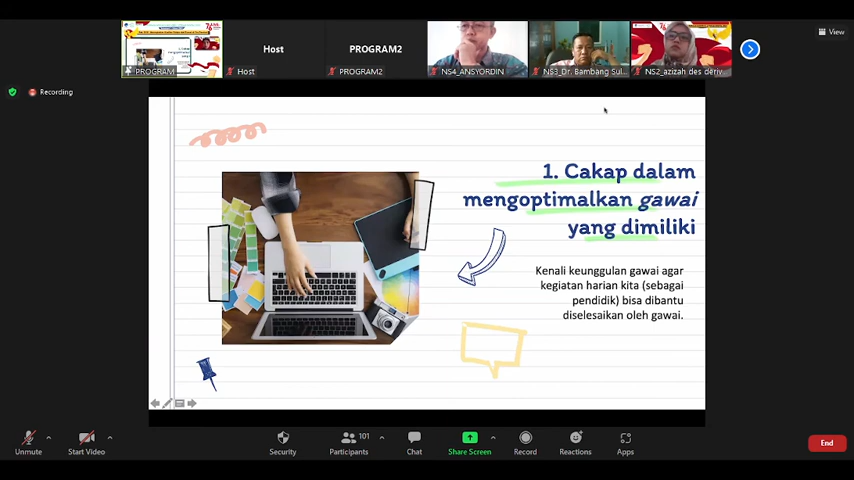 Host
PROGRAM2
View
PROGRAM
Host
PROGRAM2
NS4_ANSYORDIN
NS3_Dr. Bambang Sul...
NS2_azizah des deriv...
Recording
1. Cakap dalam
mengoptimalkan gawai
yang dimiliki
Kenali keunggulan gawai agar
kegiatan harian kita (sebagai
pendidik) bisa dibantu
diselesaikan oleh gawai.
Unmute
Start Video
Security
Participants
101
Chat
Share Screen
Record
Reactions
Apps
End